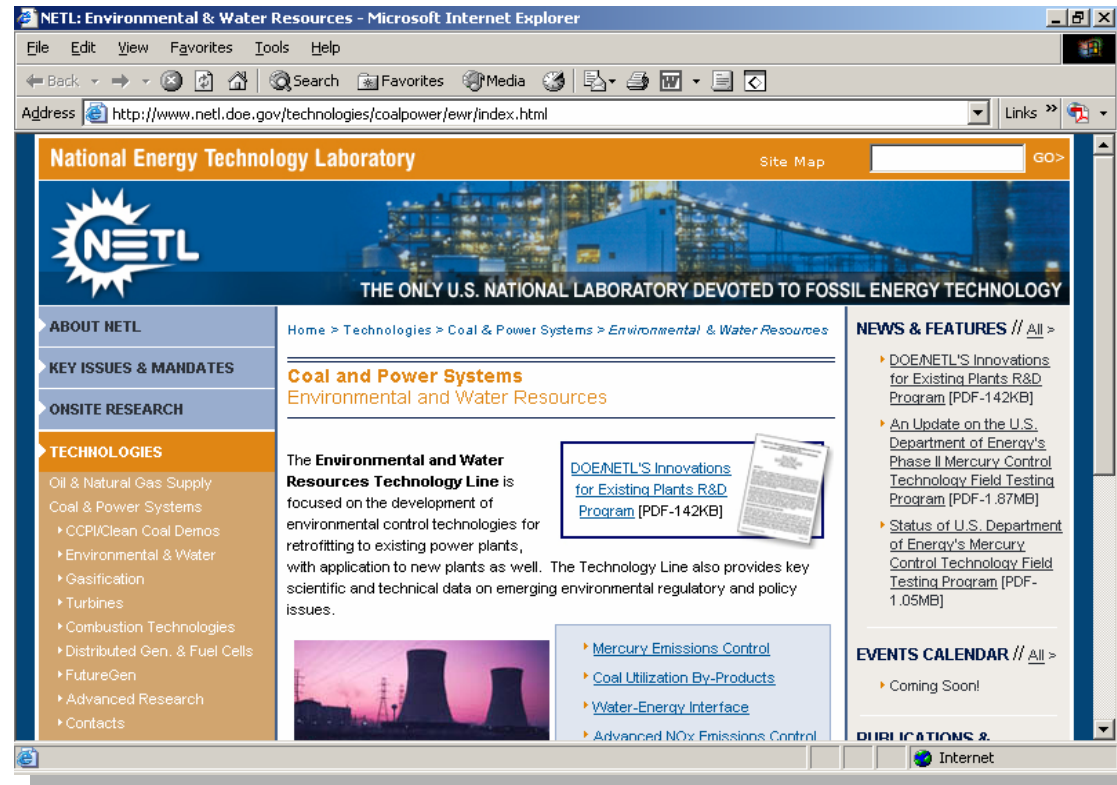 NETL: Environmental & Water Resources - Microsoft Internet Explorer
File Edit View Favorites Tools Help
Back Search Favorites Media
Address http://www.netl.doe.gov/technologies/coalpower/ewr/index.html Links »
National Energy Technology Laboratory Site Map GO>
NETL
THE ONLY U.S. NATIONAL LABORATORY DEVOTED TO FOSSIL ENERGY TECHNOLOGY
ABOUT NETL
KEY ISSUES & MANDATES
ONSITE RESEARCH
TECHNOLOGIES
Oil & Natural Gas Supply
Coal & Power Systems
CCPI/Clean Coal Demos
Environmental & Water
Gasification
Turbines
Combustion Technologies
Distributed Gen. & Fuel Cells
FutureGen
Advanced Research
Contacts
Home > Technologies > Coal & Power Systems > Environmental & Water Resources
Coal and Power Systems
Environmental and Water Resources
The Environmental and Water
Resources Technology Line is
focused on the development of
environmental control technologies for
retrofitting to existing power plants,
with application to new plants as well. The Technology Line also provides key
scientific and technical data on emerging environmental regulatory and policy
issues.
DOE/NETL'S Innovations
for Existing Plants R&D
Program [PDF-142KB]
Mercury Emissions Control
Coal Utilization By-Products
Water-Energy Interface
Advanced NOx Emissions Control
NEWS & FEATURES // All >
DOE/NETL'S Innovations
for Existing Plants R&D
Program [PDF-142KB]
An Update on the U.S.
Department of Energy's
Phase II Mercury Control
Technology Field Testing
Program [PDF-1.87MB]
Status of U.S. Department
of Energy's Mercury
Control Technology Field
Testing Program [PDF-
1.05MB]
EVENTS CALENDAR // All >
Coming Soon!
PUBLICATIONS &
Internet